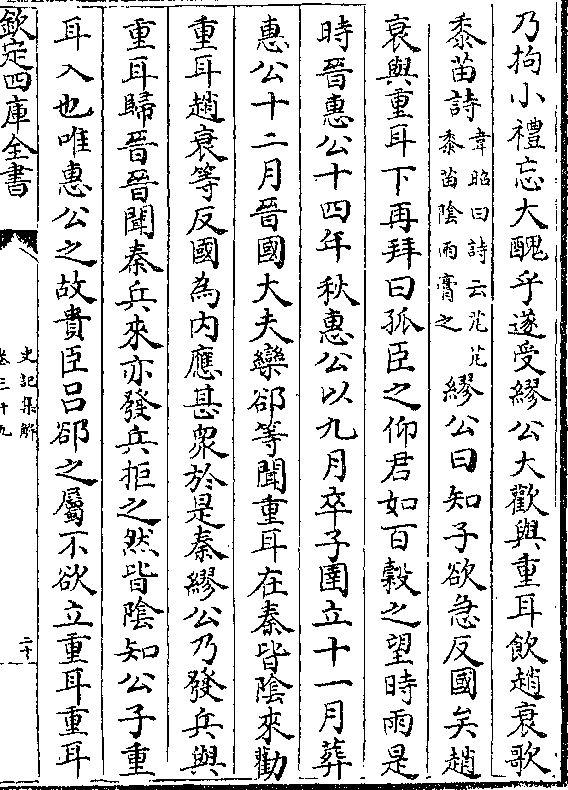 乃拘小禮忘大醜乎遂受繆公大歡與重耳飲趙衰歌
黍苗詩韋昭曰詩云芃芃黍苗陰雨膏之繆公曰知子欲急反國矣趙
衰與重耳下再拜曰孤臣之仰君如百穀之望時雨是
時晉惠公十四年秋惠公以九月卒子圉立十一月葬
惠公十二月晉國大夫欒郤等聞重耳在秦皆陰來勸
重耳趙衰等反國為内應甚衆於是秦繆公乃發兵與
重耳歸晉晉聞秦兵來亦發兵拒之然皆陰知公子重
耳入也唯惠公之故貴臣吕郤之屬不欲立重耳重耳
欽定四庫全書
史記集解
卷三十九
二十